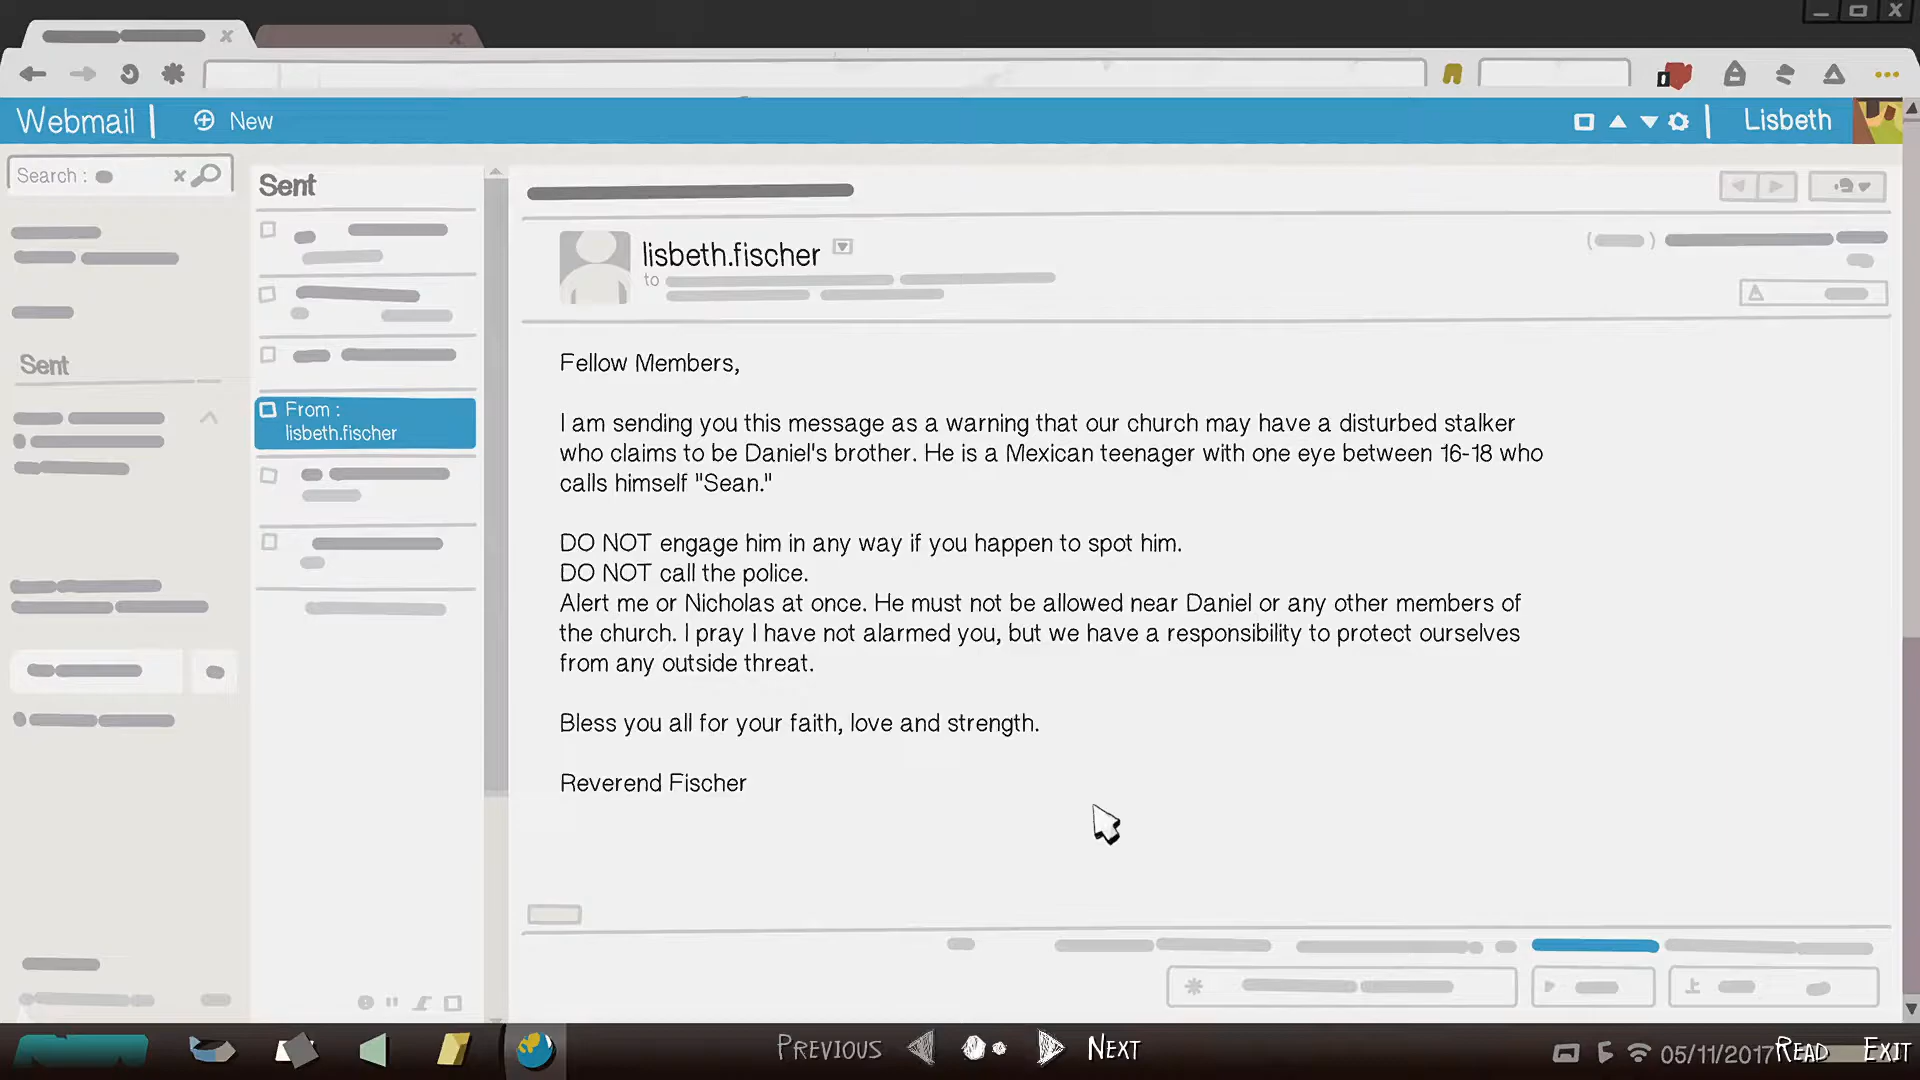 Webmail
New
Lisbeth
Search :
Sent
Sent
From :
lisbeth.fischer
lisbeth.fischer
to
Fellow Members,
I am sending you this message as a warning that our church may have a disturbed stalker
who claims to be Daniel's brother. He is a Mexican teenager with one eye between 16-18 who
calls himself "Sean."
DO NOT engage him in any way if you happen to spot him.
DO NOT call the police.
Alert me or Nicholas at once. He must not be allowed near Daniel or any other members of
the church. I pray I have not alarmed you, but we have a responsibility to protect ourselves
from any outside threat.
Bless you all for your faith, love and strength.
Reverend Fischer
PREVIOUS
NEXT
05/11/2017
READ
EXIT